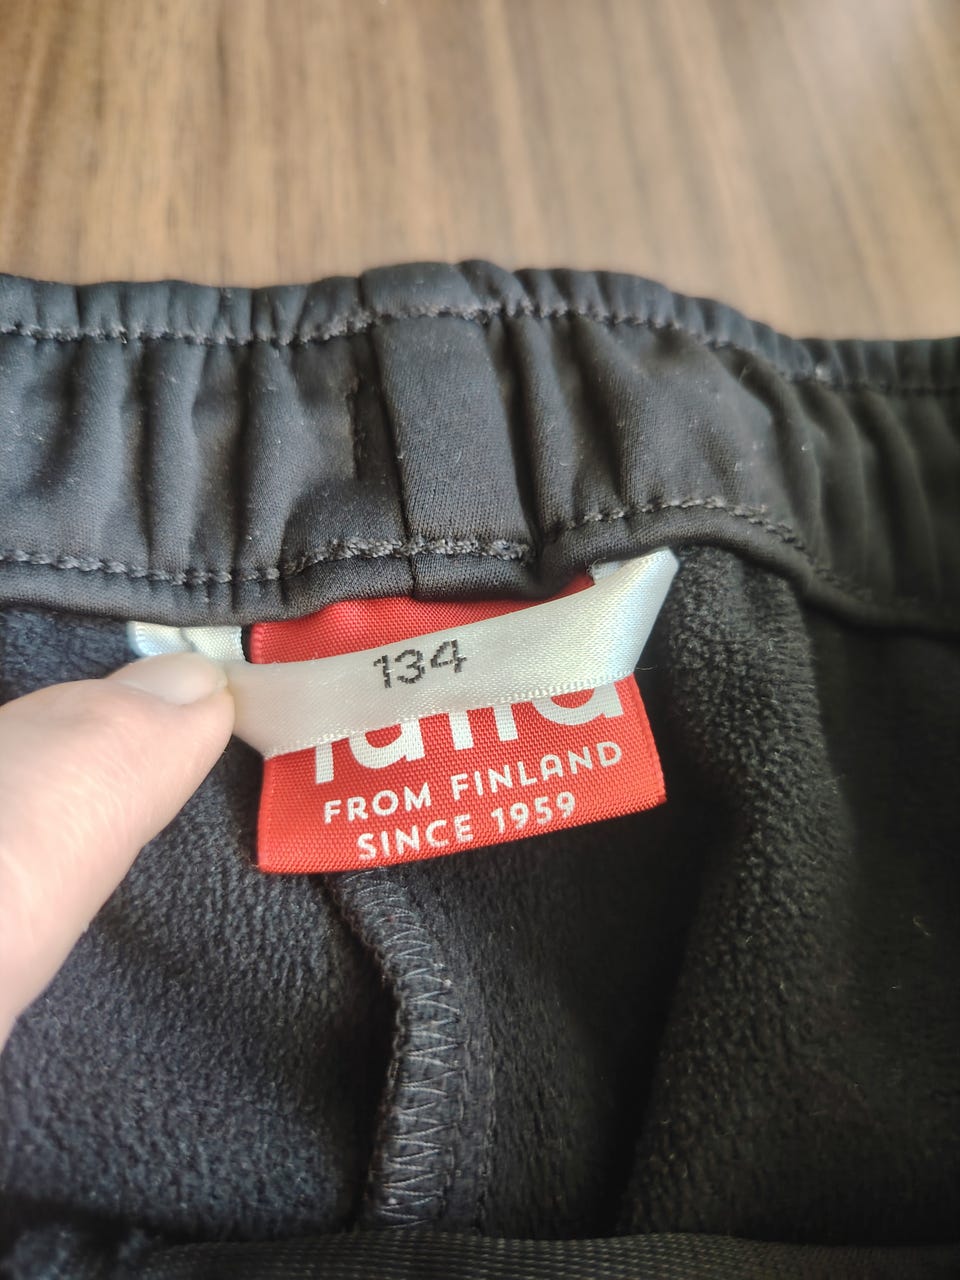 134
FROM FINLAND
SINCE 1959